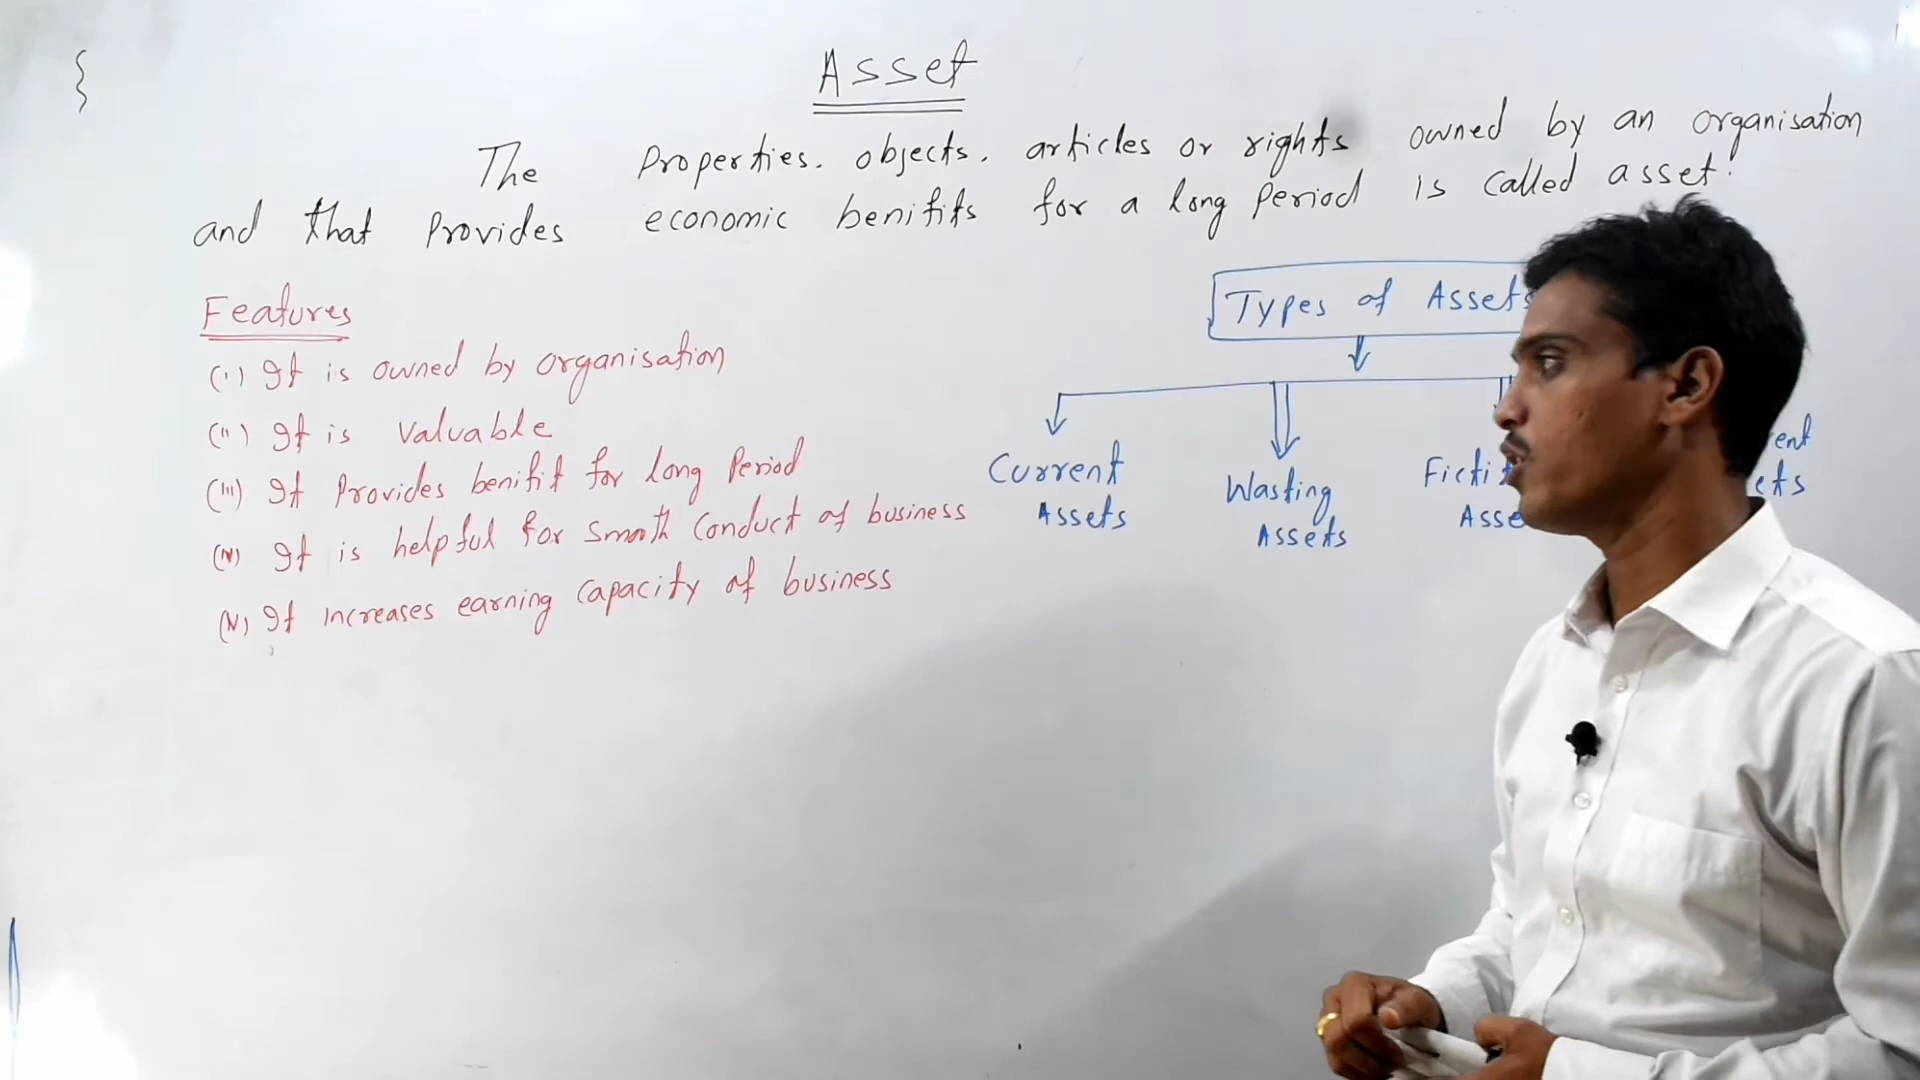 Asset
The Properties. objects. articles or rights owned by an organisation
and that provides economic benifits for a long Period is called asset.
Features
(i) It is owned by organisation
(ii) It is valuable
(iii) It Provides benifit for long Period
(iv) It is helpful for smooth conduct of business
(v) It increases earning capacity of business
Types of Assets
Current
Assets
Wasting
Assets